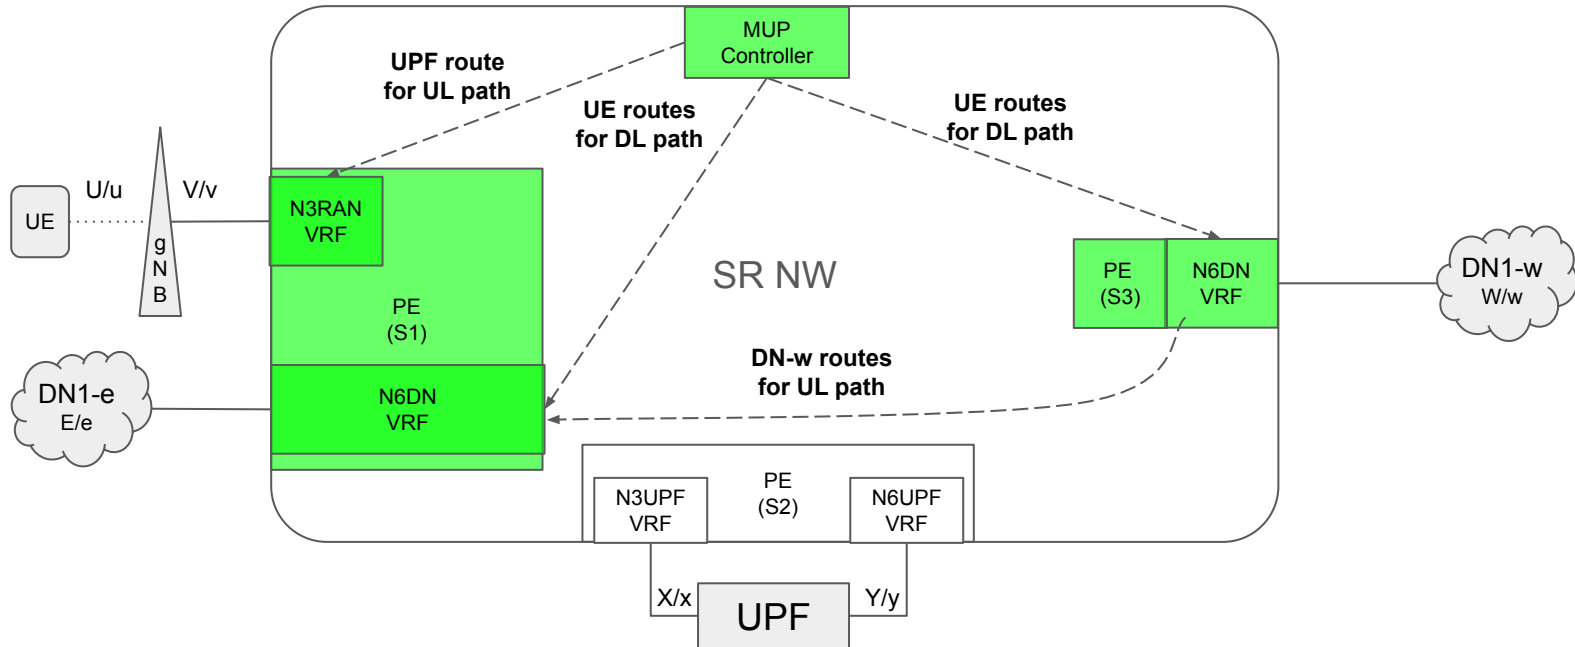 MUP
Controller
UPF route
for UL path
UE routes
for DL path
UE routes
for DL path
UE
U/u
g
N
B
V/v
N3RAN
VRF
PE
(S1)
SR NW
PE
(S3)
N6DN
VRF
DN1-w
W/w
DN-w routes
for UL path
DN1-e
E/e
N6DN
VRF
N3UPF
VRF
PE
(S2)
N6UPF
VRF
X/x
UPF
Y/y